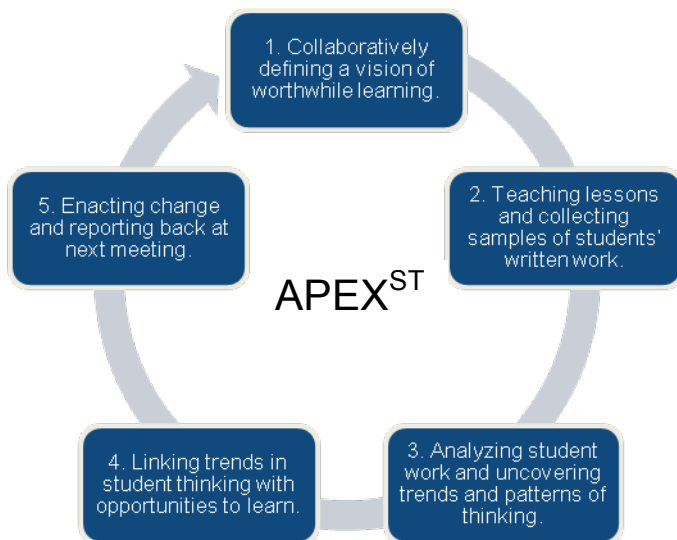 1. Collaboratively
defining a vision of
worthwhile learning.
2. Teaching lessons
and collecting
samples of students'
written work.
3. Analyzing student
work and uncovering
trends and patterns of
thinking.
4. Linking trends in
student thinking with
opportunities to learn.
5. Enacting change
and reporting back at
next meeting.
APEXST